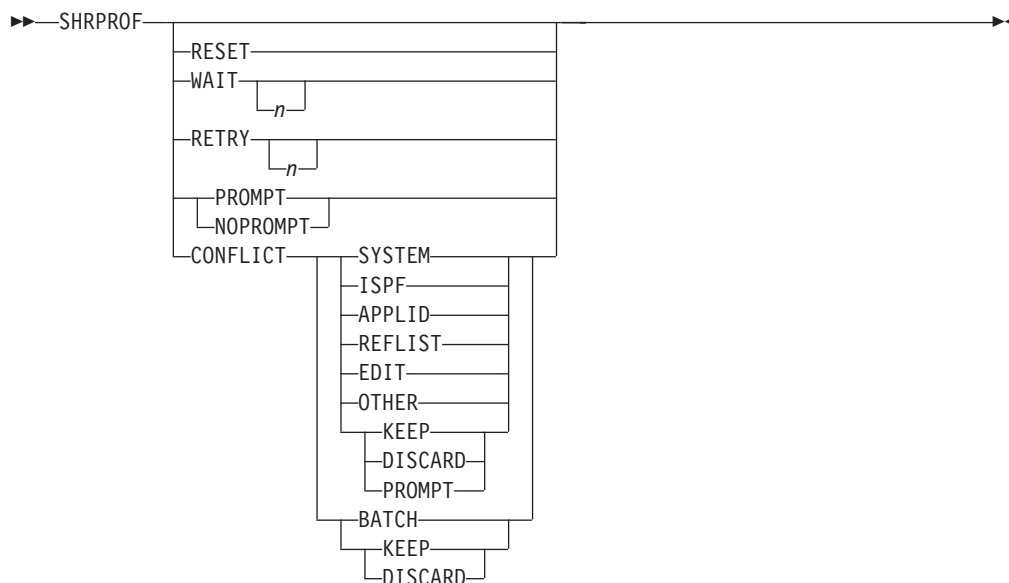 SHRPROF
RESET
WAIT
n
RETRY
n
PROMPT
NOPROMPT
CONFLICT SYSTEM
ISPF
APPLID
REFLIST
EDIT
OTHER
KEEP
DISCARD
PROMPT
BATCH
KEEP
DISCARD